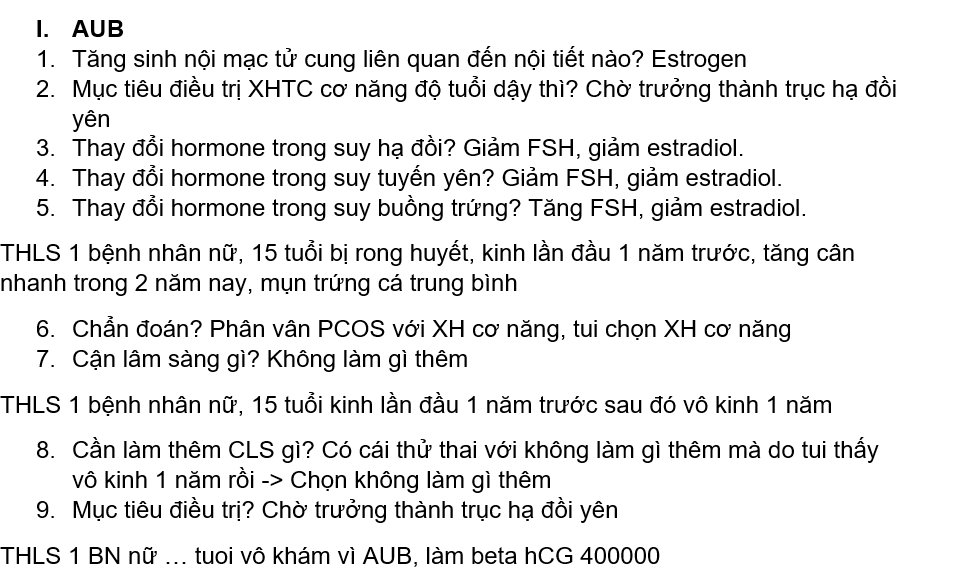 I. AUB
1. Tăng sinh nội mạc tử cung liên quan đến nội tiết nào? Estrogen
2. Mục tiêu điều trị XHTC cơ năng độ tuổi dậy thì? Chờ trưởng thành trục hạ đồi
yên
3. Thay đổi hormone trong suy hạ đồi? Giảm FSH, giảm estradiol.
4. Thay đổi hormone trong suy tuyến yên? Giảm FSH, giảm estradiol.
5. Thay đổi hormone trong suy buồng trứng? Tăng FSH, giảm estradiol.
THLS 1 bệnh nhân nữ, 15 tuổi bị rong huyết, kinh lần đầu 1 năm trước, tăng cân
nhanh trong 2 năm nay, mụn trứng cá trung bình
6. Chẩn đoán? Phân vân PCOS với XH cơ năng, tui chọn XH cơ năng
7. Cận lâm sàng gì? Không làm gì thêm
THLS 1 bệnh nhân nữ, 15 tuổi kinh lần đầu 1 năm trước sau đó vô kinh 1 năm
8. Cần làm thêm CLS gì? Có cái thử thai với không làm gì thêm mà do tui thấy
vô kinh 1 năm rồi -> Chọn không làm gì thêm
9. Mục tiêu điều trị? Chờ trưởng thành trục hạ đồi yên
THLS 1 BN nữ … tuoi vô khám vì AUB, làm beta hCG 400000